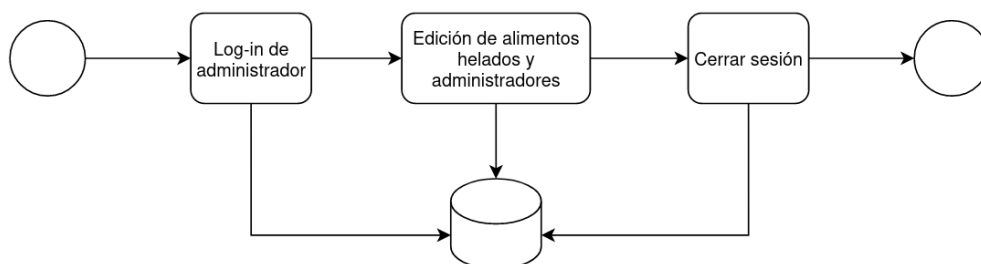 Log-in de
administrador
Edición de alimentos
helados y
administradores
Cerrar sesión